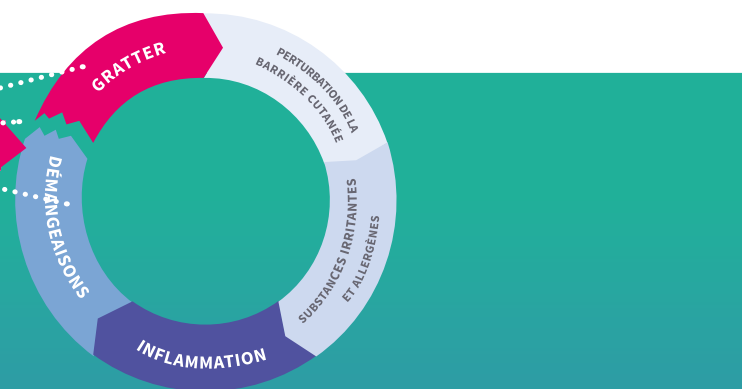 GRATTER
PERTURBATION DE LA
BARRIÈRE CUTANÉE
SUBSTANCES IRRITANTES
ET ALLERGÈNES
INFLAMMATION
DÉMANGEAISONS